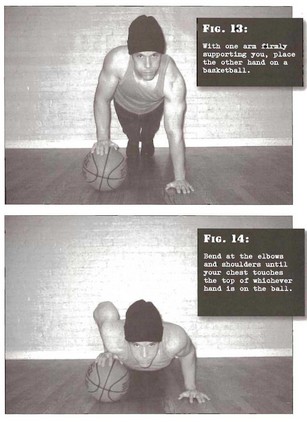 FIG. 13:
With one arm firmly
supporting you, place
the other hand on a
basketball.
FIG. 14:
Bend at the elbows
and shoulders until
your chest touches
the top of whichever
hand is on the ball.